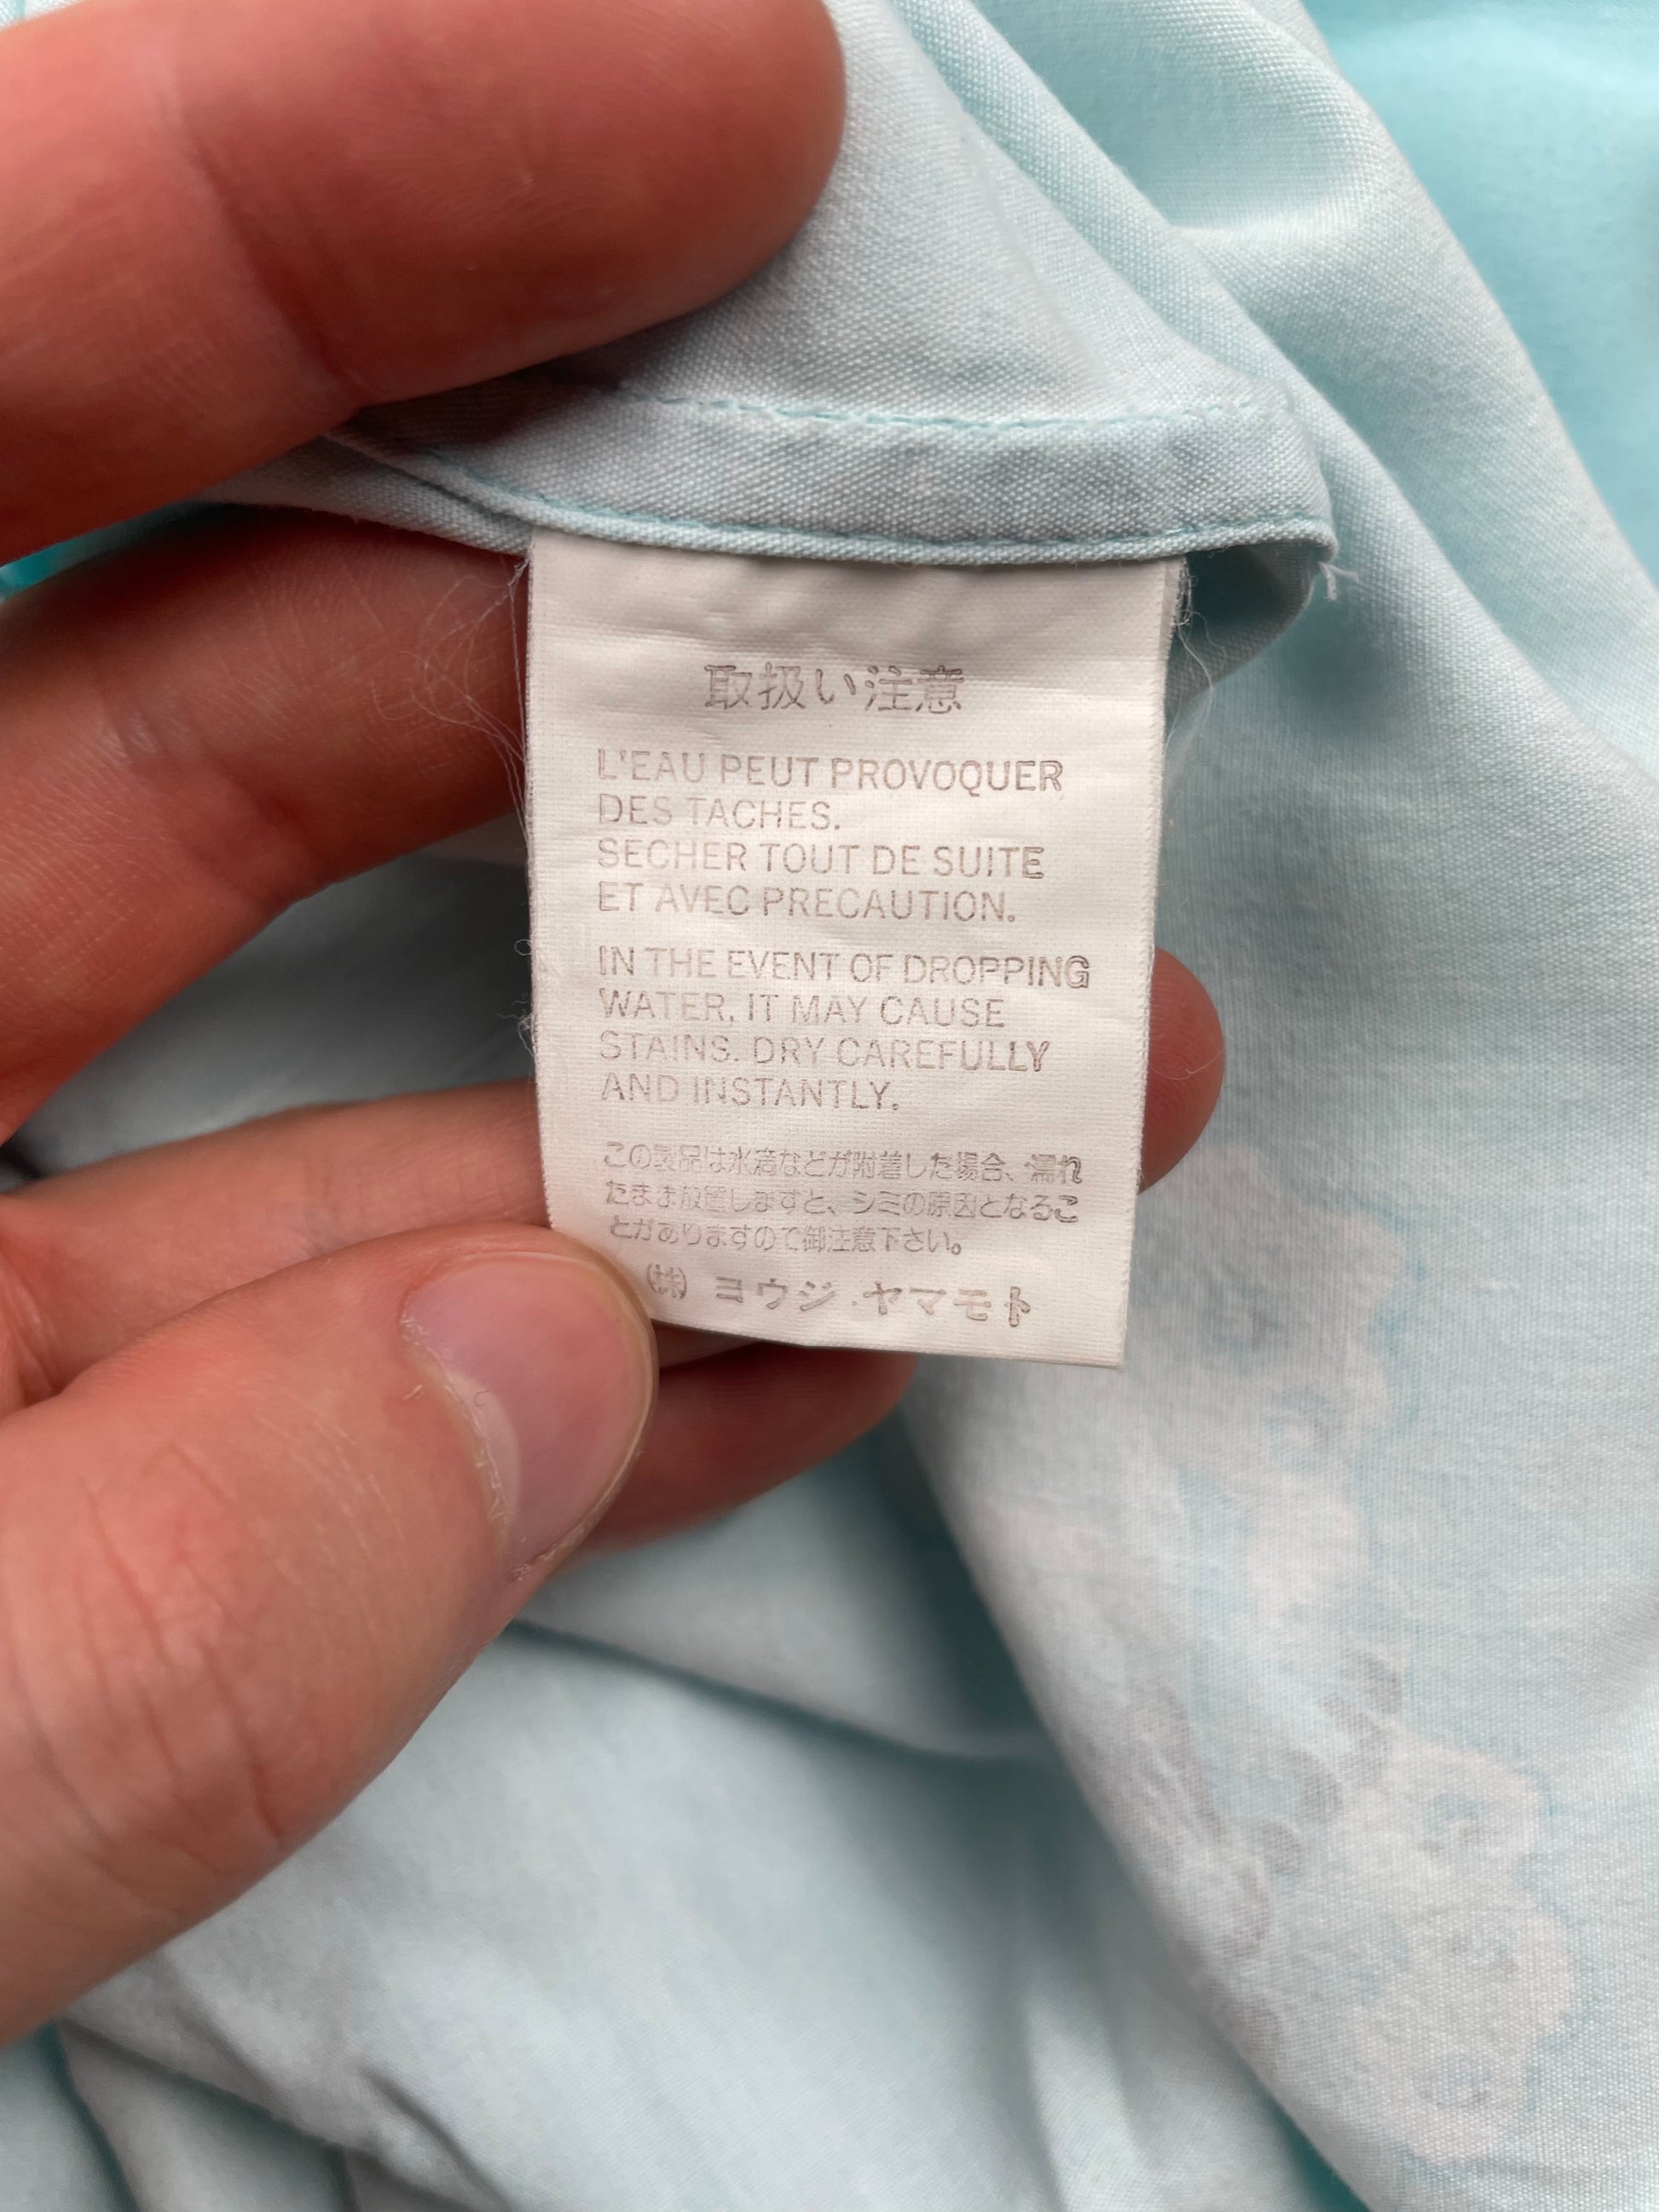 取扱い注意
L'EAU PEUT PROVOQUER
DES TACHES.
SECHER TOUT DE SUITE
ET AVEC PRECAUTION.
IN THE EVENT OF DROPPING
WATER, IT MAY CAUSE
STAINS. DRY CAREFULLY
AND INSTANTLY.
この製品は水滴などが附着した場合、濡れ
たまま放置しますと、シミの原因となるこ
とがありますので御注意下さい。
㈱ ヨウジ・ヤマモト